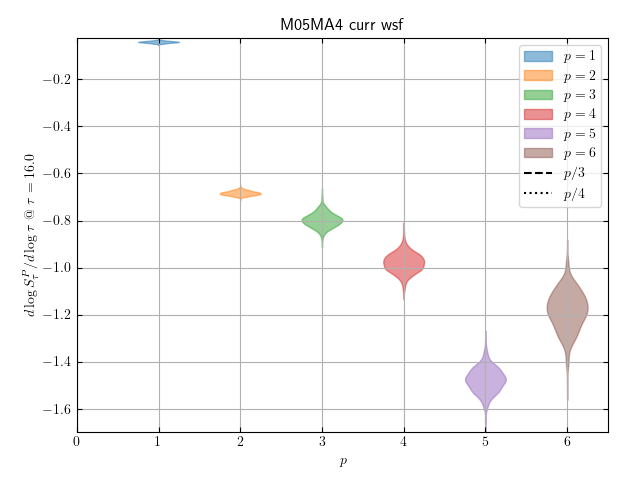 M05MA4 curr wsf
d log S_τ^P / d log τ @ τ = 16.0
−0.2
−0.4
−0.6
−0.8
−1.0
−1.2
−1.4
−1.6
p = 1
p = 2
p = 3
p = 4
p = 5
p = 6
p/3
p/4
0 1 2 3 4 5 6
p